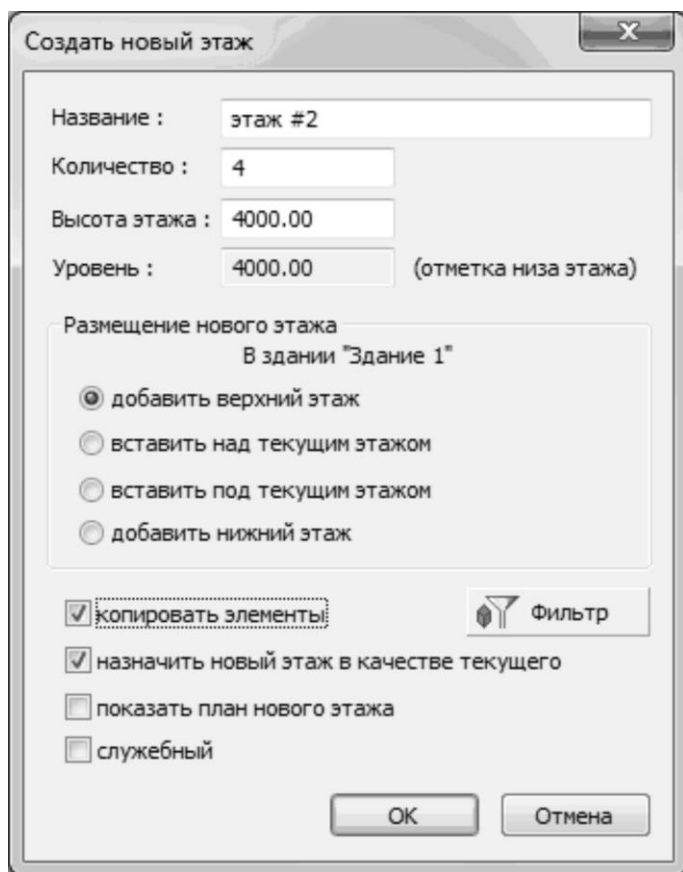 Создать новый этаж
Название : этаж #2
Количество : 4
Высота этажа : 4000.00
Уровень : 4000.00 (отметка низа этажа)
Размещение нового этажа
В здании "Здание 1"
добавить верхний этаж
вставить над текущим этажом
вставить под текущим этажом
добавить нижний этаж
копировать элементы Фильтр
назначить новый этаж в качестве текущего
показать план нового этажа
служебный
OK Отмена